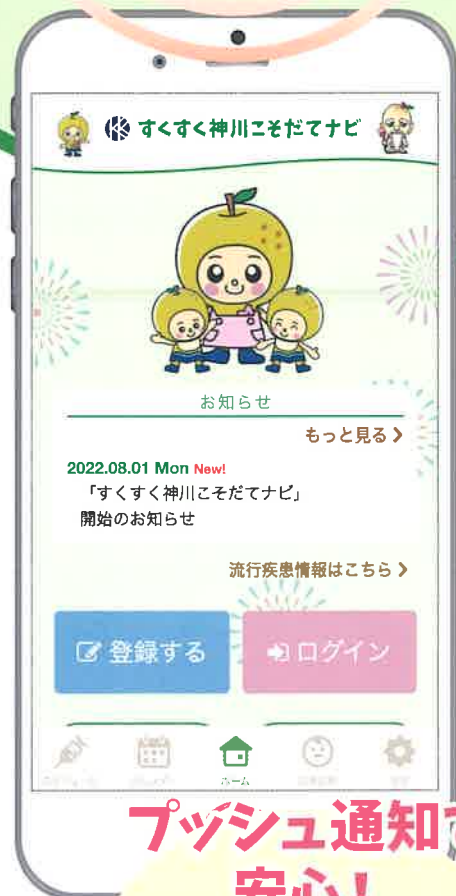 すくすく神川こそだてナビ
お知らせ
もっと見る
2022.08.01 Mon New!
「すくすく神川こそだてナビ」
開始のお知らせ
流行疾患情報はこちら
登録する
ログイン
ホーム
プッシュ通知で
安心!